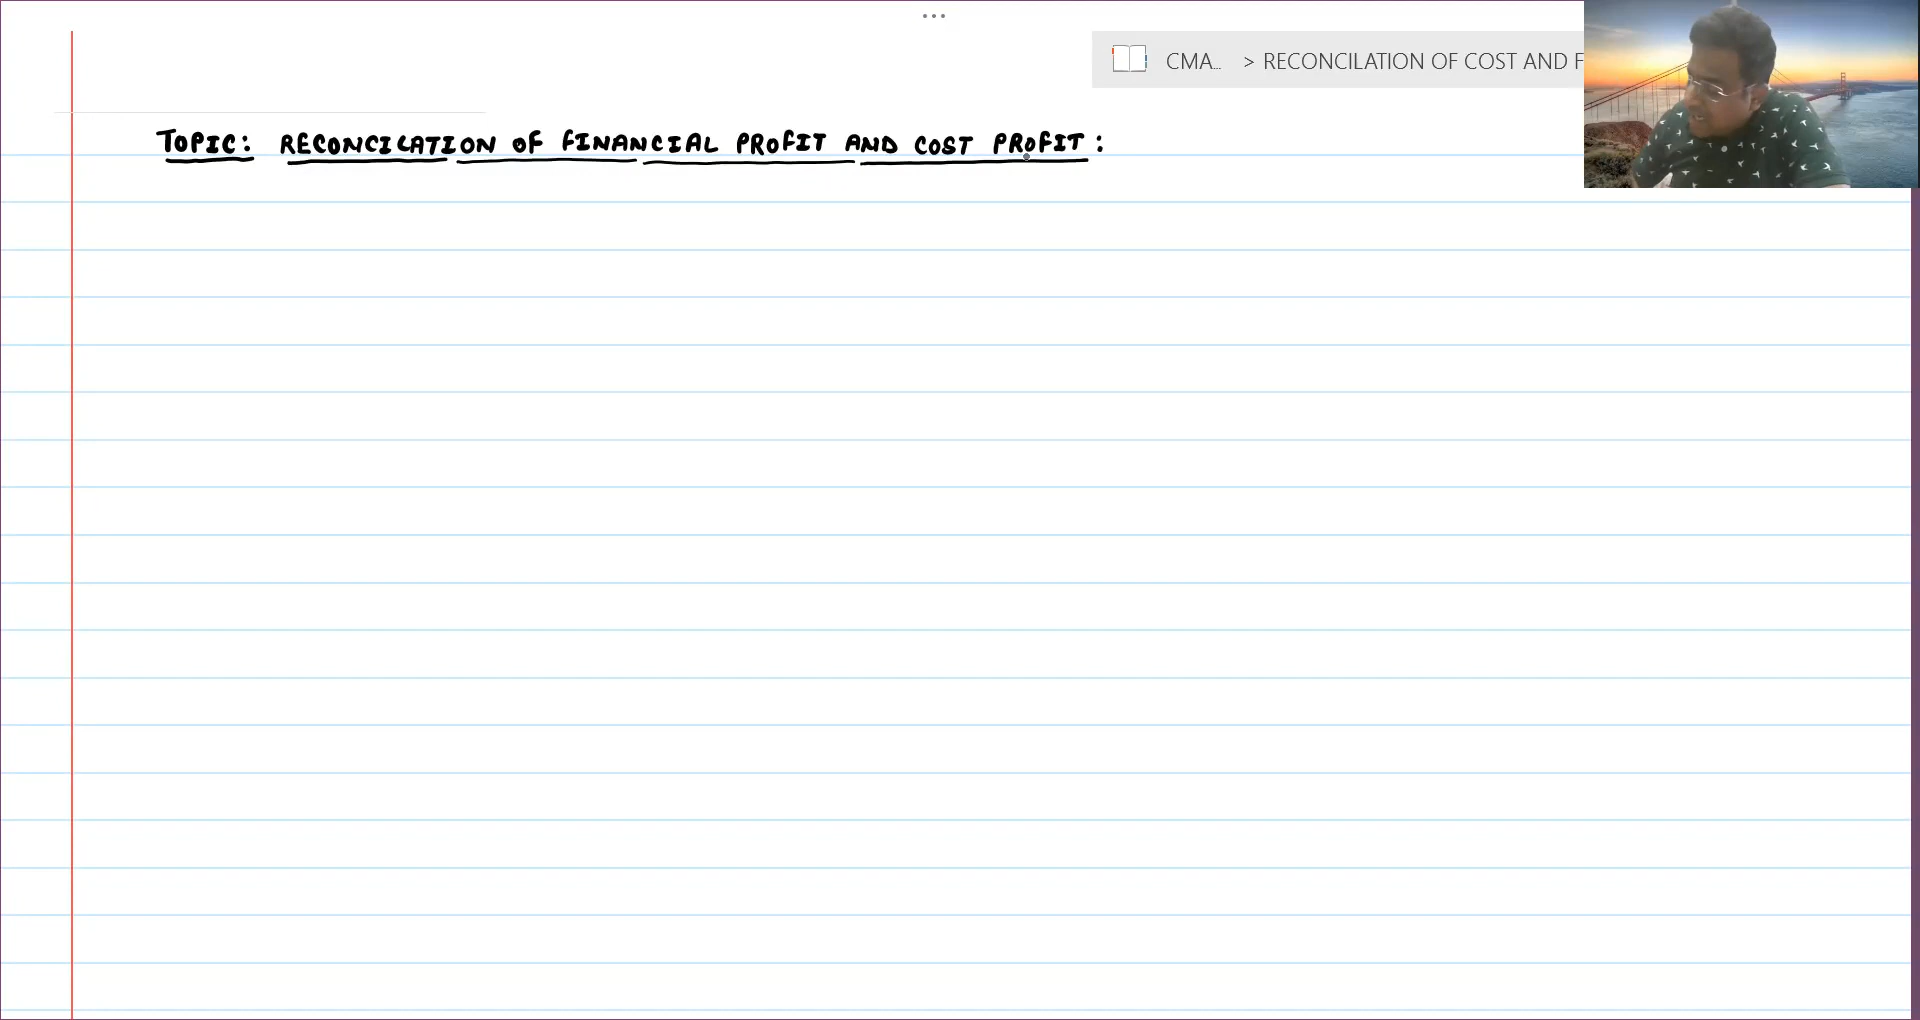 CMA... > RECONCILATION OF COST AND F
TOPIC: RECONCILATION OF FINANCIAL PROFIT AND COST PROFIT: